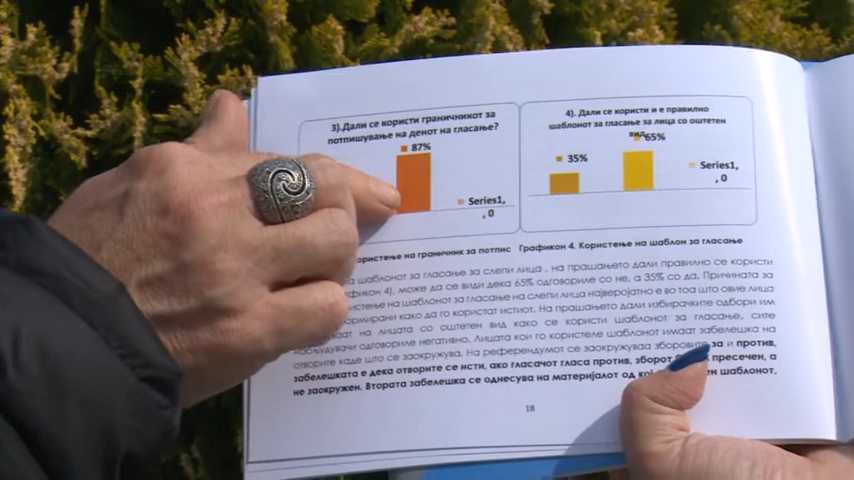 3).Дали се користи граничникот за
потпишување на денот на гласање?
87%
Series1,
, 0
4). Дали се користи и е правилно
шаблонот за гласање за лица со оштетен
вид
65%
35%
Series1,
, 0
користење на граничник за потпис Графикон 4. Користење на шаблон за гласање
шаблонот за гласање за слепи лица , на прашањето дали правилно се користи
4), може да се види дека 65% одговориле со не, а 35% со да. Причината за
на шаблонот за гласање на слепи лица најверојатно е во тоа што овие лица
како да го користат истиот. На прашањето дали избирачките одбори им
на лицата со оштетен вид како се користи шаблонот за гласање, сите
одговориле негативно. Лицата кои го користеле шаблонот имаат забелешка на
отворите каде што се заокружува. На референдумот се заокружуваа зборовите за и против,
забелешката е дека отворите се исти, ако гласачот гласа против, зборот е пресечен, а
не заокружен. Втората забелешка се однесува на материјалот од кој шаблонот,
18